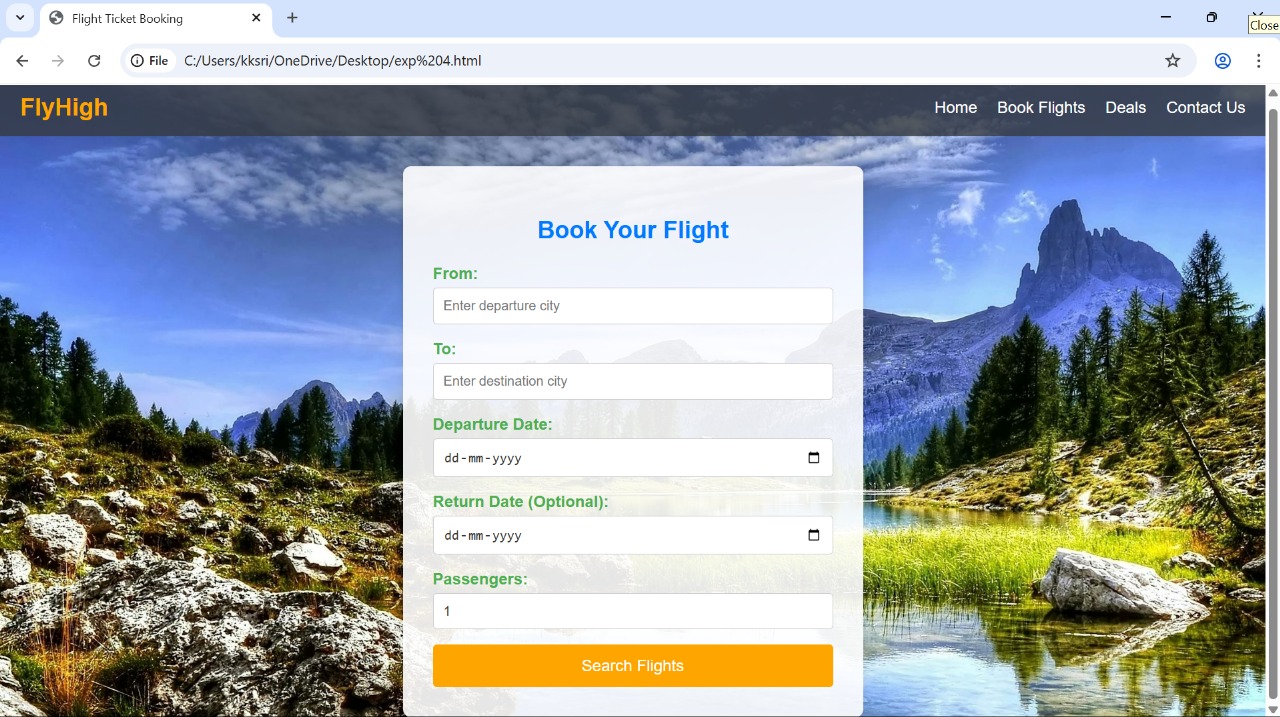 Flight Ticket Booking
Close
File
C:/Users/kksri/OneDrive/Desktop/exp%204.html
FlyHigh
Home Book Flights Deals Contact Us
Book Your Flight
From:
Enter departure city
To:
Enter destination city
Departure Date:
dd-mm-yyyy
Return Date (Optional):
dd-mm-yyyy
Passengers:
1
Search Flights